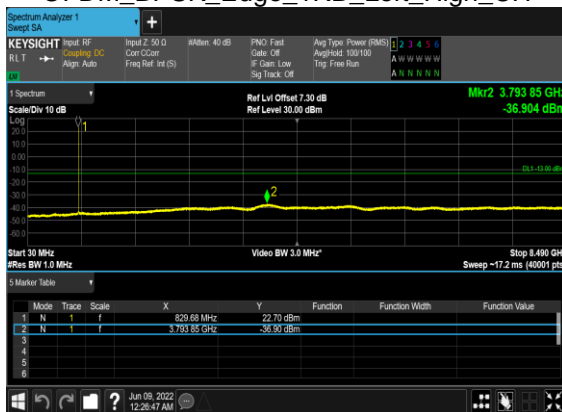 Spectrum Analyzer 1
Swept SA
KEYSIGHT
RLT
Input: RF
Coupling: DC
Align: Auto
Input Z: 50 Ω
Corr CCorr
Freq Ref: Int (S)
#Atten: 40 dB
PNO: Fast
Gate: Off
IF Gain: Low
Sig Track: Off
Avg Type: Power (RMS)
Avg|Hold: 100/100
Trig: Free Run
1 2 3 4 5 6
A W W W W W
A N N N N N
1 Spectrum
Scale/Div 10 dB
Ref Lvl Offset 7.30 dB
Ref Level 30.00 dBm
Mkr2 3.793 85 GH
-36.904 dBm
Log
20.0
10.0
0.00
-10.0
-20.0
-30.0
-40.0
-50.0
-60.0
1
2
DL1 -13.00 dB
Start 30 MHz
#Res BW 1.0 MHz
Video BW 3.0 MHz*
Stop 8.490 GH
Sweep ~17.2 ms (40001 pts
5 Marker Table
Mode Trace Scale X Y Function Function Width Function Value
1 N 1 f 829.68 MHz 22.70 dBm
2 N 1 f 3.793 85 GHz -36.90 dBm
3
4
5
6
?
Jun 09, 2022
12:26:47 AM